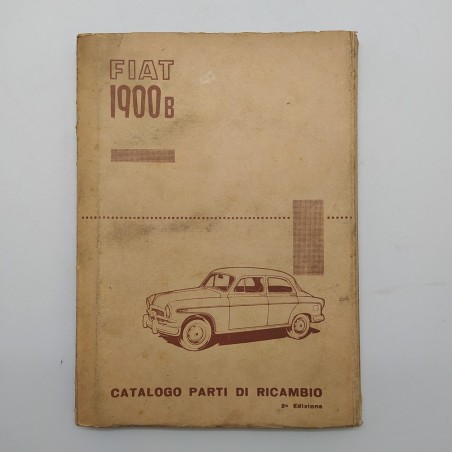 FIAT
1900B
CATALOGO PARTI DI RICAMBIO
2ª Edizione